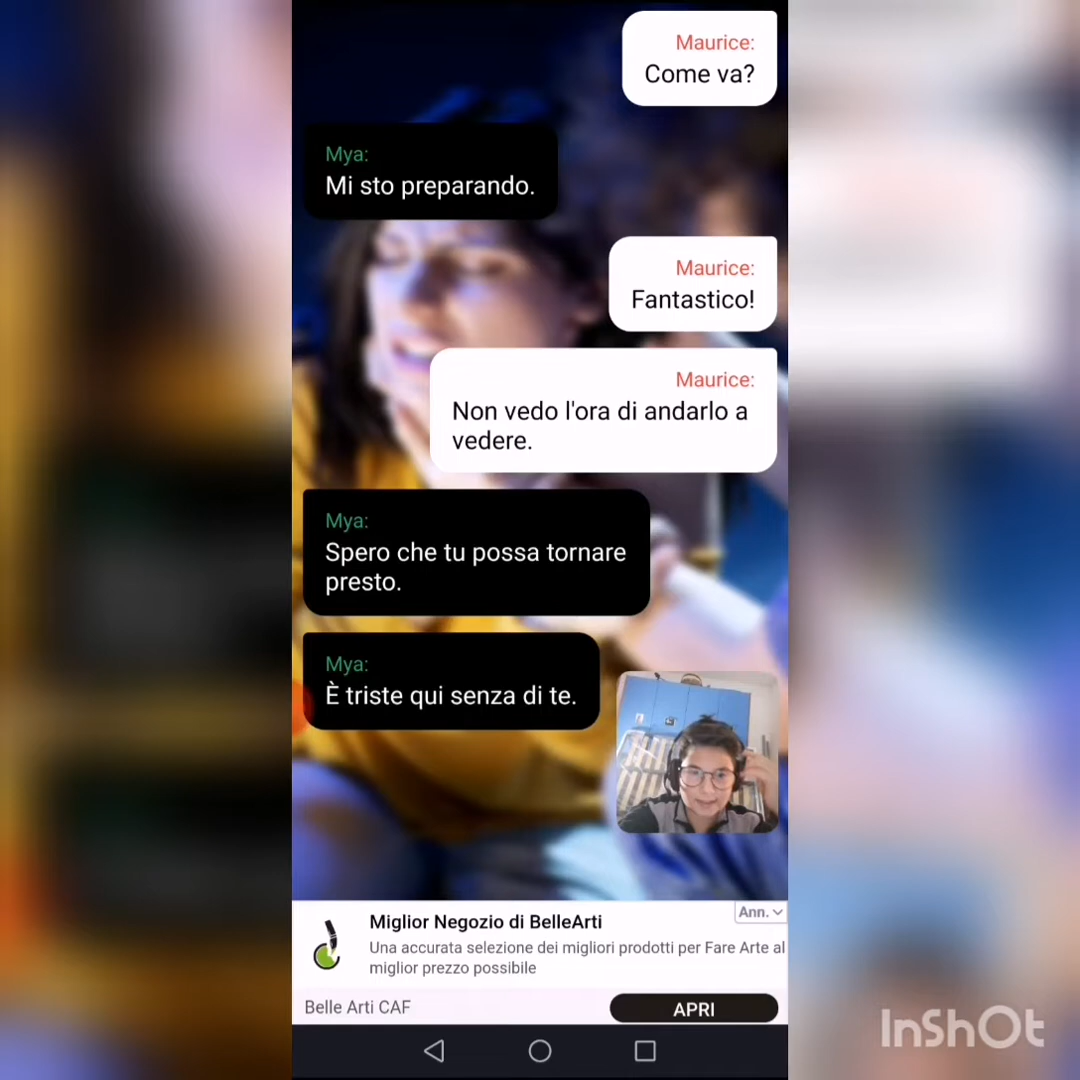 Maurice:
Come va?
Mya:
Mi sto preparando.
Maurice:
Fantastico!
Maurice:
Non vedo l'ora di andarlo a
vedere.
Mya:
Spero che tu possa tornare
presto.
Mya:
È triste qui senza di te.
Ann.
Miglior Negozio di BelleArti
Una accurata selezione dei migliori prodotti per Fare Arte al
miglior prezzo possibile
Belle Arti CAF
APRI
InShOt